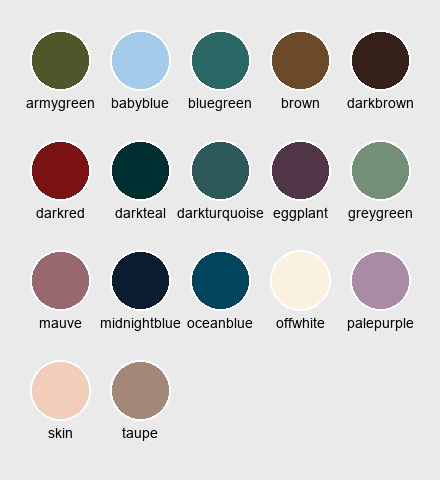 armygreen babyblue bluegreen brown darkbrown
darkred darkteal darkturquoise eggplant greygreen
mauve midnightblue oceanblue offwhite palepurple
skin taupe